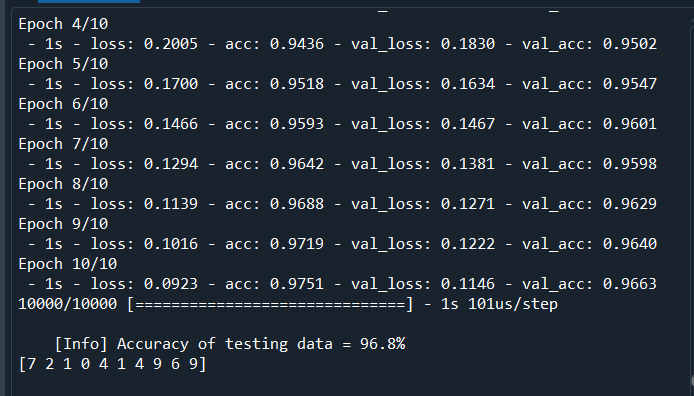 Epoch 4/10
 - 1s - loss: 0.2005 - acc: 0.9436 - val_loss: 0.1830 - val_acc: 0.9502
Epoch 5/10
 - 1s - loss: 0.1700 - acc: 0.9518 - val_loss: 0.1634 - val_acc: 0.9547
Epoch 6/10
 - 1s - loss: 0.1466 - acc: 0.9593 - val_loss: 0.1467 - val_acc: 0.9601
Epoch 7/10
 - 1s - loss: 0.1294 - acc: 0.9642 - val_loss: 0.1381 - val_acc: 0.9598
Epoch 8/10
 - 1s - loss: 0.1139 - acc: 0.9688 - val_loss: 0.1271 - val_acc: 0.9629
Epoch 9/10
 - 1s - loss: 0.1016 - acc: 0.9719 - val_loss: 0.1222 - val_acc: 0.9640
Epoch 10/10
 - 1s - loss: 0.0923 - acc: 0.9751 - val_loss: 0.1146 - val_acc: 0.9663
10000/10000 [==============================] - 1s 101us/step
    [Info] Accuracy of testing data = 96.8%
[7 2 1 0 4 1 4 9 6 9]